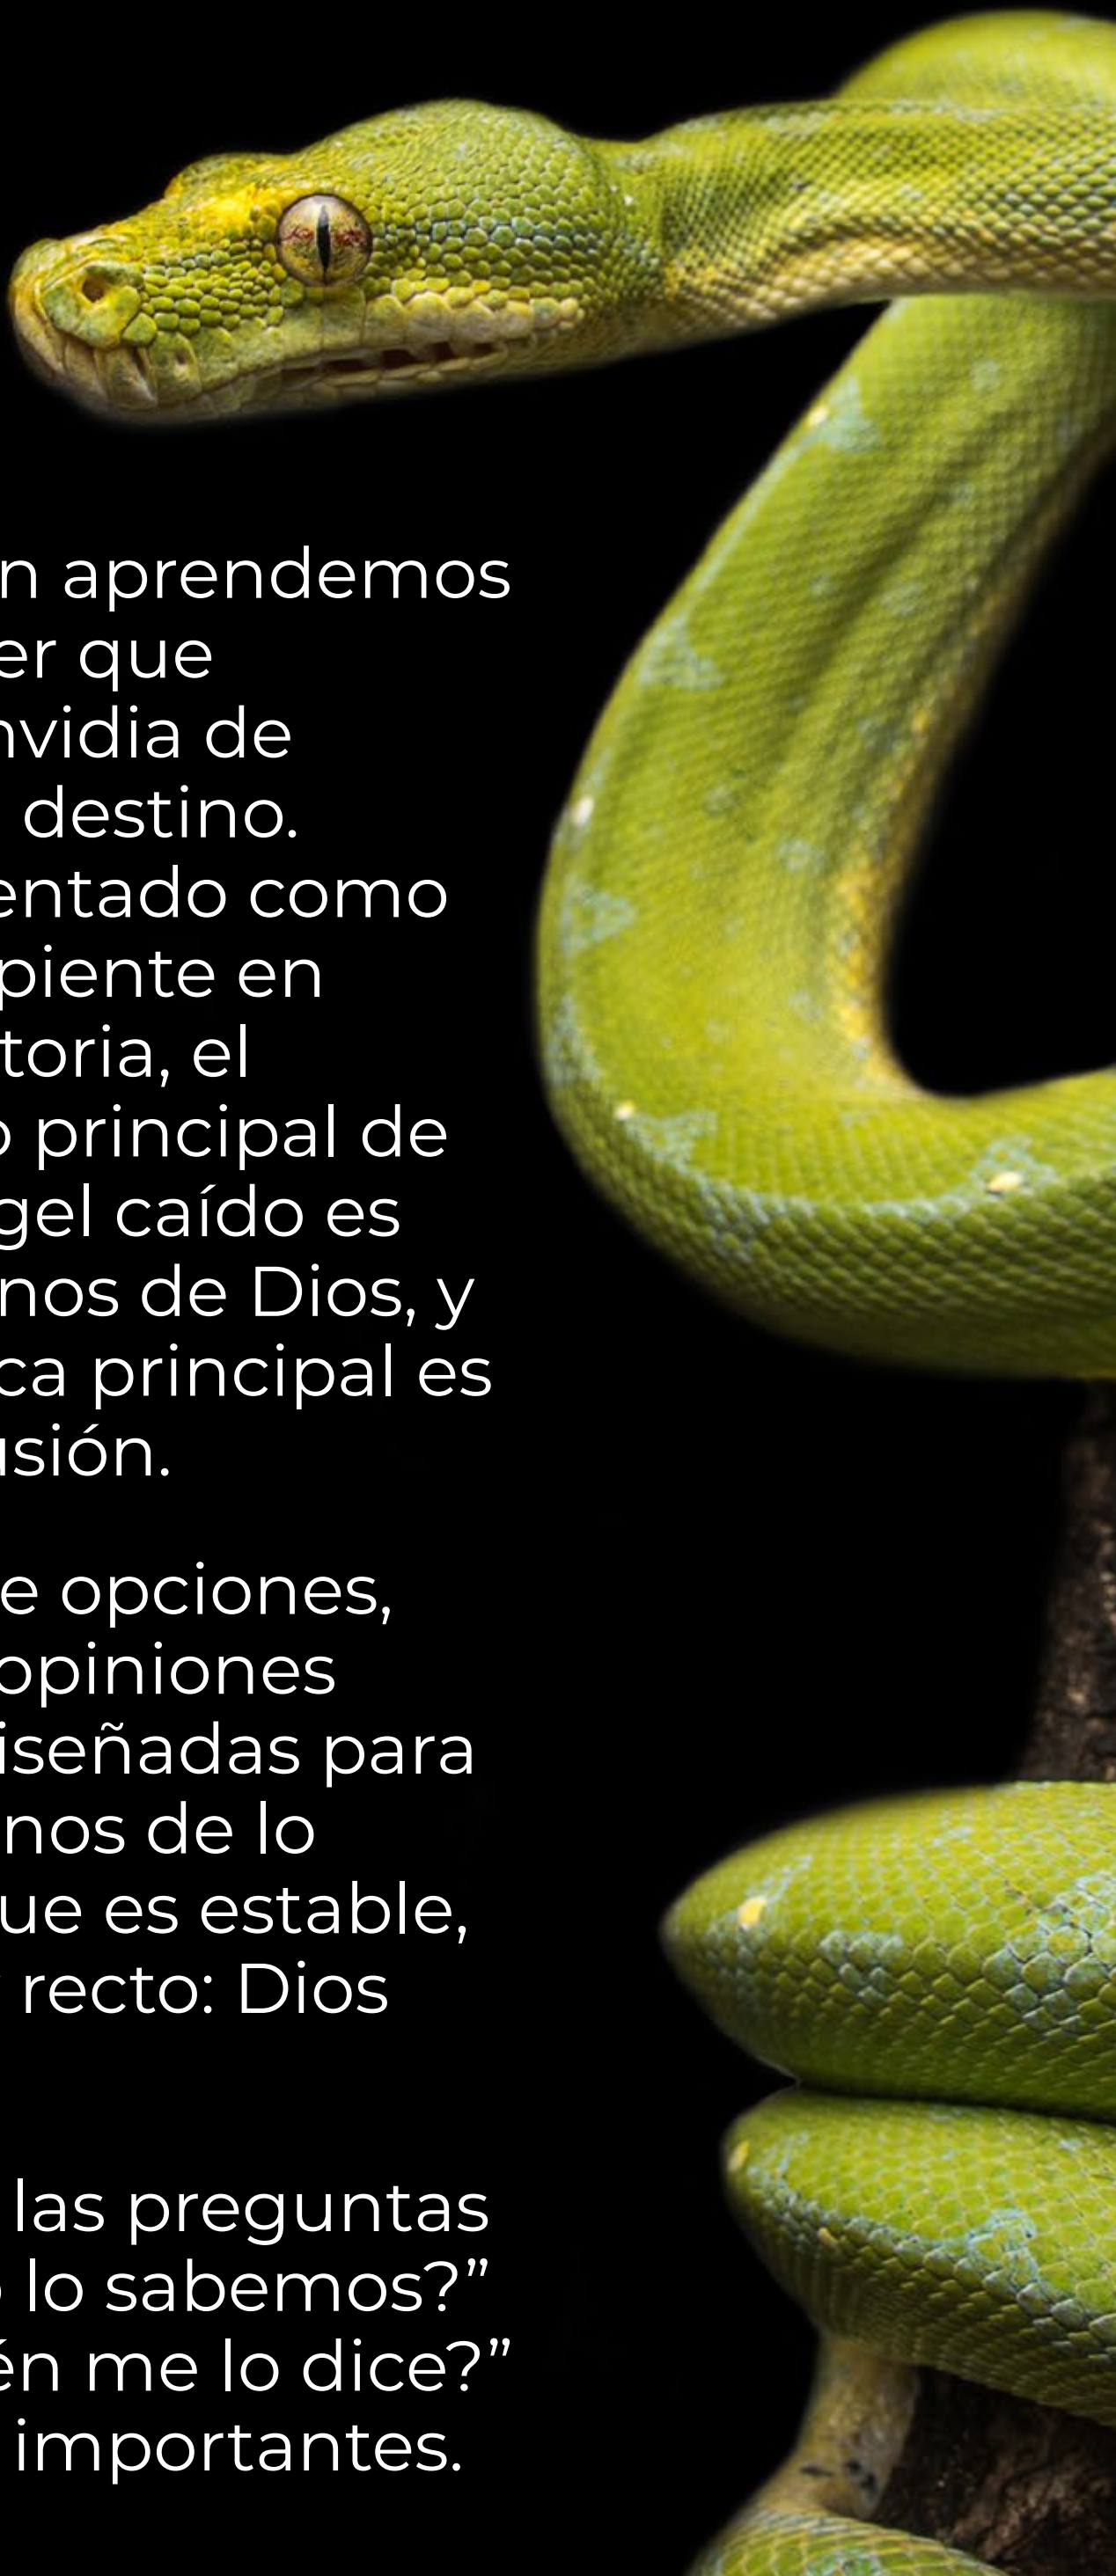 n aprendemos
er que
nvidia de
destino.
entado como
piente en
toria, el
o principal de
gel caído es
nos de Dios, y
ca principal es
usión.
e opciones,
opiniones
iseñadas para
nos de lo
ue es estable,
recto: Dios
las preguntas
o lo sabemos?”
én me lo dice?”
importantes.